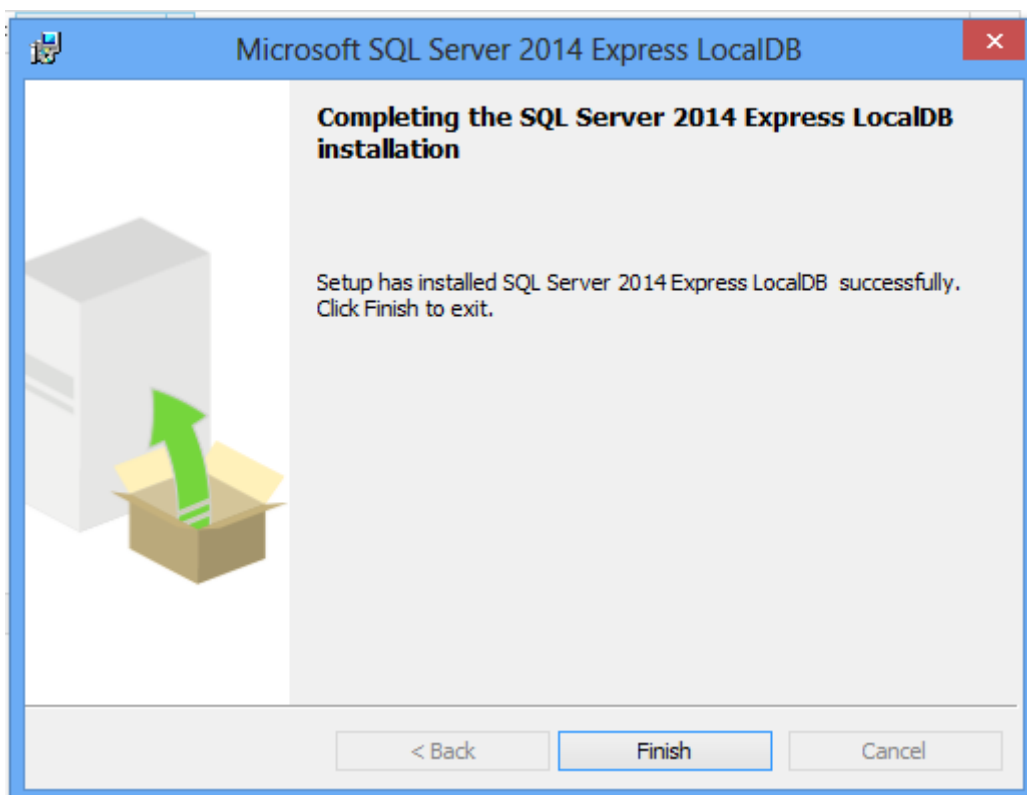 Microsoft SQL Server 2014 Express LocalDB
Completing the SQL Server 2014 Express LocalDB
installation
Setup has installed SQL Server 2014 Express LocalDB  successfully.
Click Finish to exit.
< Back
Finish
Cancel